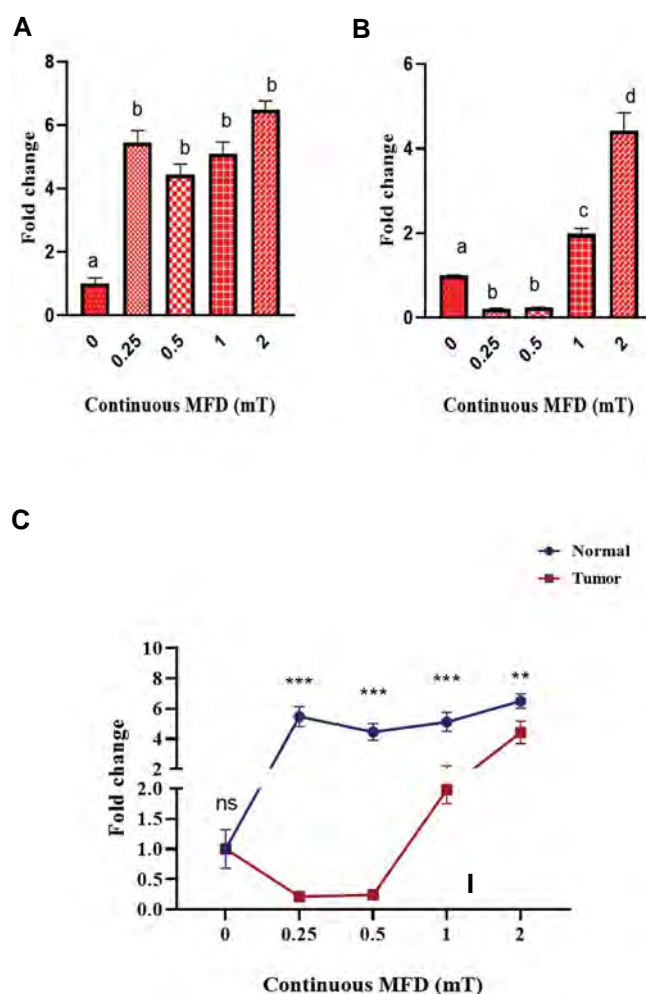 A
Fold change
8
6
4
2
0
a
b
b
b
b
0
0.25
0.5
1
2
Continuous MFD (mT)
B
Fold change
6
4
2
0
a
b
b
c
d
0
0.25
0.5
1
2
Continuous MFD (mT)
C
Normal
Tumor
Fold change
10
8
6
4
2
2.0
1.5
1.0
0.5
0.0
ns
***
***
***
**
I
0
0.25
0.5
1
2
Continuous MFD (mT)